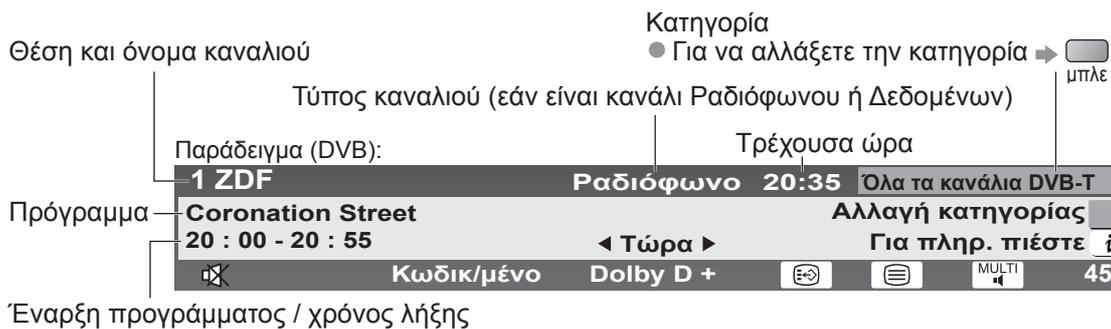 Κατηγορία
Θέση και όνομα καναλιού
● Για να αλλάξετε την κατηγορία
μπλε
Τύπος καναλιού (εάν είναι κανάλι Ραδιόφωνου ή Δεδομένων)
Τρέχουσα ώρα
Παράδειγμα (DVB):
1 ZDF Ραδιόφωνο 20:35 Όλα τα κανάλια DVB-T
Πρόγραμμα Coronation Street Αλλαγή κατηγορίας
20 : 00 - 20 : 55 ◀ Τώρα ▶ Για πληρ. πιέστε i
Κωδικ/μένο Dolby D + MULTI 45
Έναρξη προγράμματος / χρόνος λήξης